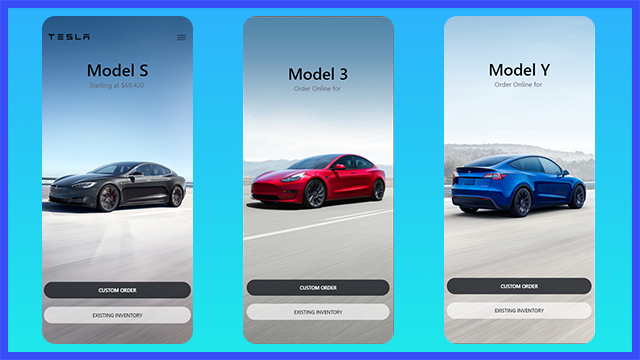 TESLA
Model S
Starting at $69,420
CUSTOM ORDER
EXISTING INVENTORY
Model 3
Order Online for
CUSTOM ORDER
EXISTING INVENTORY
Model Y
Order Online for
CUSTOM ORDER
EXISTING INVENTORY